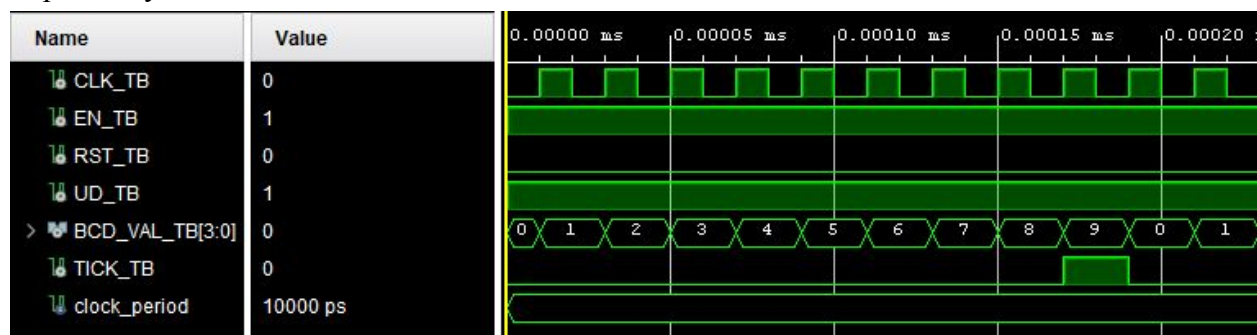 Name Value 0.00000 ms 0.00005 ms 0.00010 ms 0.00015 ms 0.00020
CLK_TB 0
EN_TB 1
RST_TB 0
UD_TB 1
BCD_VAL_TB[3:0] 0 0 1 2 3 4 5 6 7 8 9 0 1
TICK_TB 0
clock_period 10000 ps